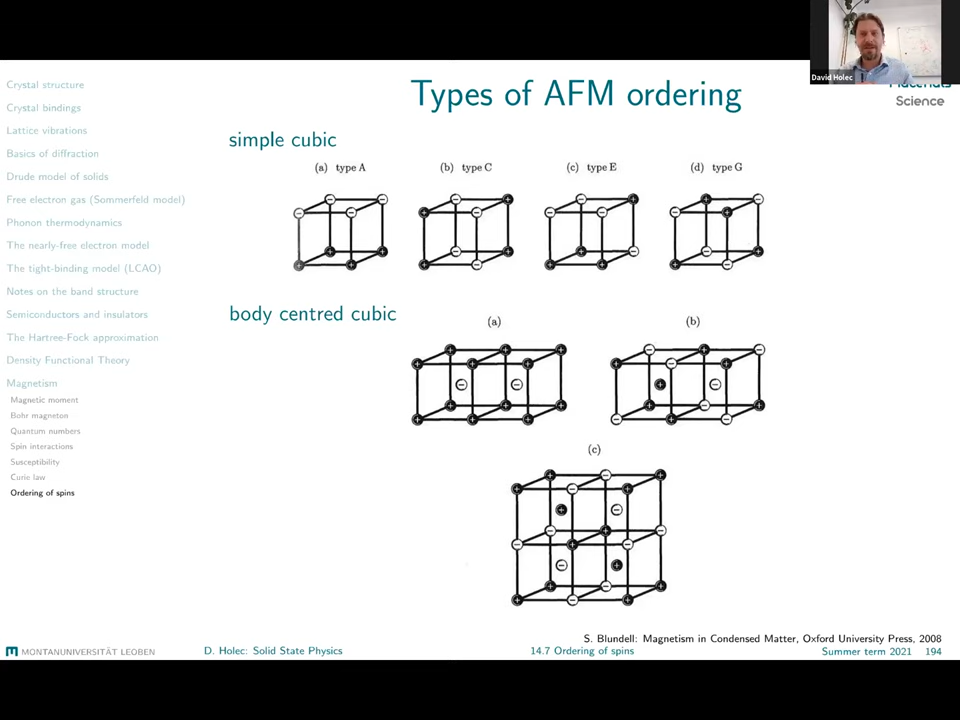 David Holec
Materials
Science
Types of AFM ordering
Crystal structure
Crystal bindings
Lattice vibrations
Basics of diffraction
Drude model of solids
Free electron gas (Sommerfeld model)
Phonon thermodynamics
The nearly-free electron model
The tight-binding model (LCAO)
Notes on the band structure
Semiconductors and insulators
The Hartree-Fock approximation
Density Functional Theory
Magnetism
Magnetic moment
Bohr magneton
Quantum numbers
Spin interactions
Susceptibility
Curie law
Ordering of spins
simple cubic
(a) type A (b) type C (c) type E (d) type G
body centred cubic
(a) (b)
(c)
S. Blundell: Magnetism in Condensed Matter, Oxford University Press, 2008
MONTANUNIVERSITÄT LEOBEN D. Holec: Solid State Physics 14.7 Ordering of spins Summer term 2021 194